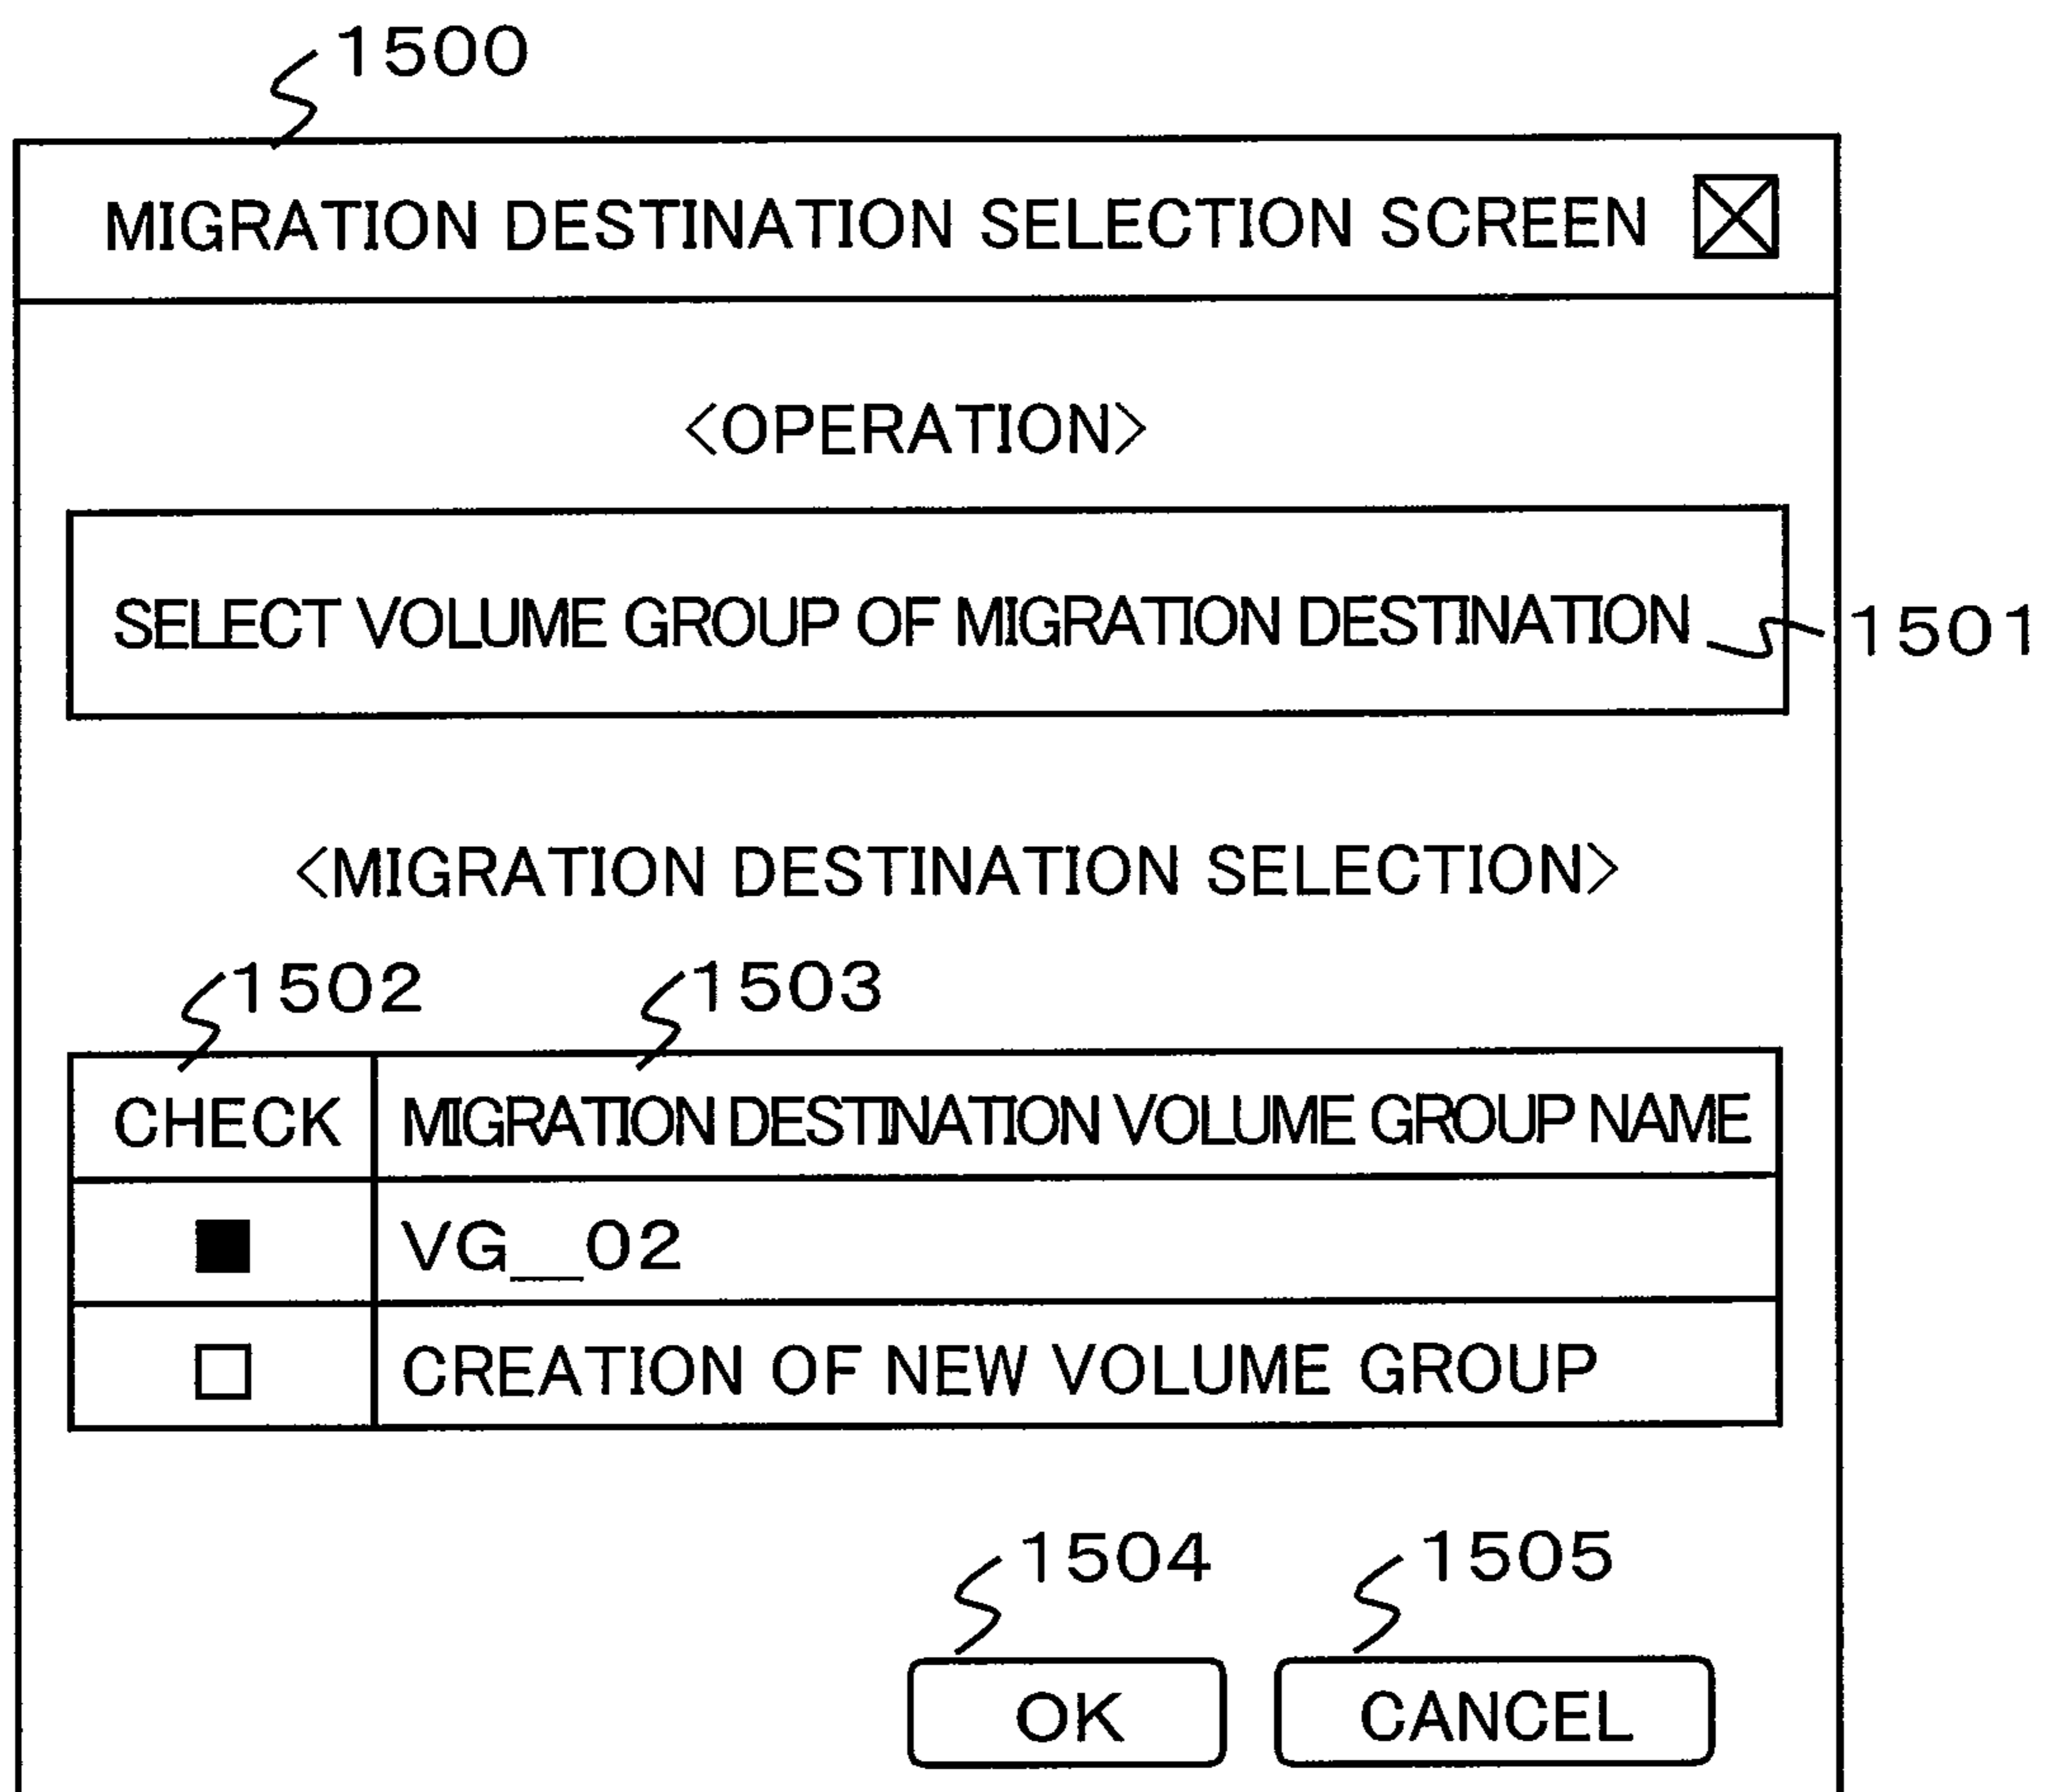 1500
MIGRATION DESTINATION SELECTION SCREEN
<OPERATION>
SELECT VOLUME GROUP OF MIGRATION DESTINATION
1501
<MIGRATION DESTINATION SELECTION>
1502 1503
CHECK MIGRATION DESTINATION VOLUME GROUP NAME
■ VG__02
□ CREATION OF NEW VOLUME GROUP
1504 1505
OK CANCEL